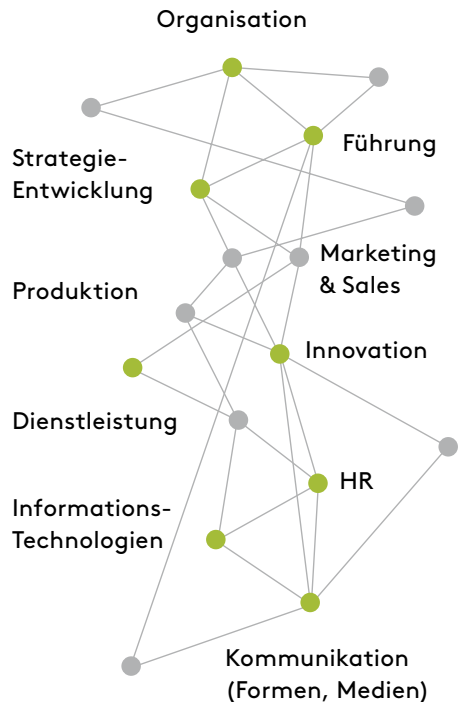 Organisation
Führung
Strategie-
Entwicklung
Marketing
& Sales
Produktion
Innovation
Dienstleistung
HR
Informations-
Technologien
Kommunikation
(Formen, Medien)